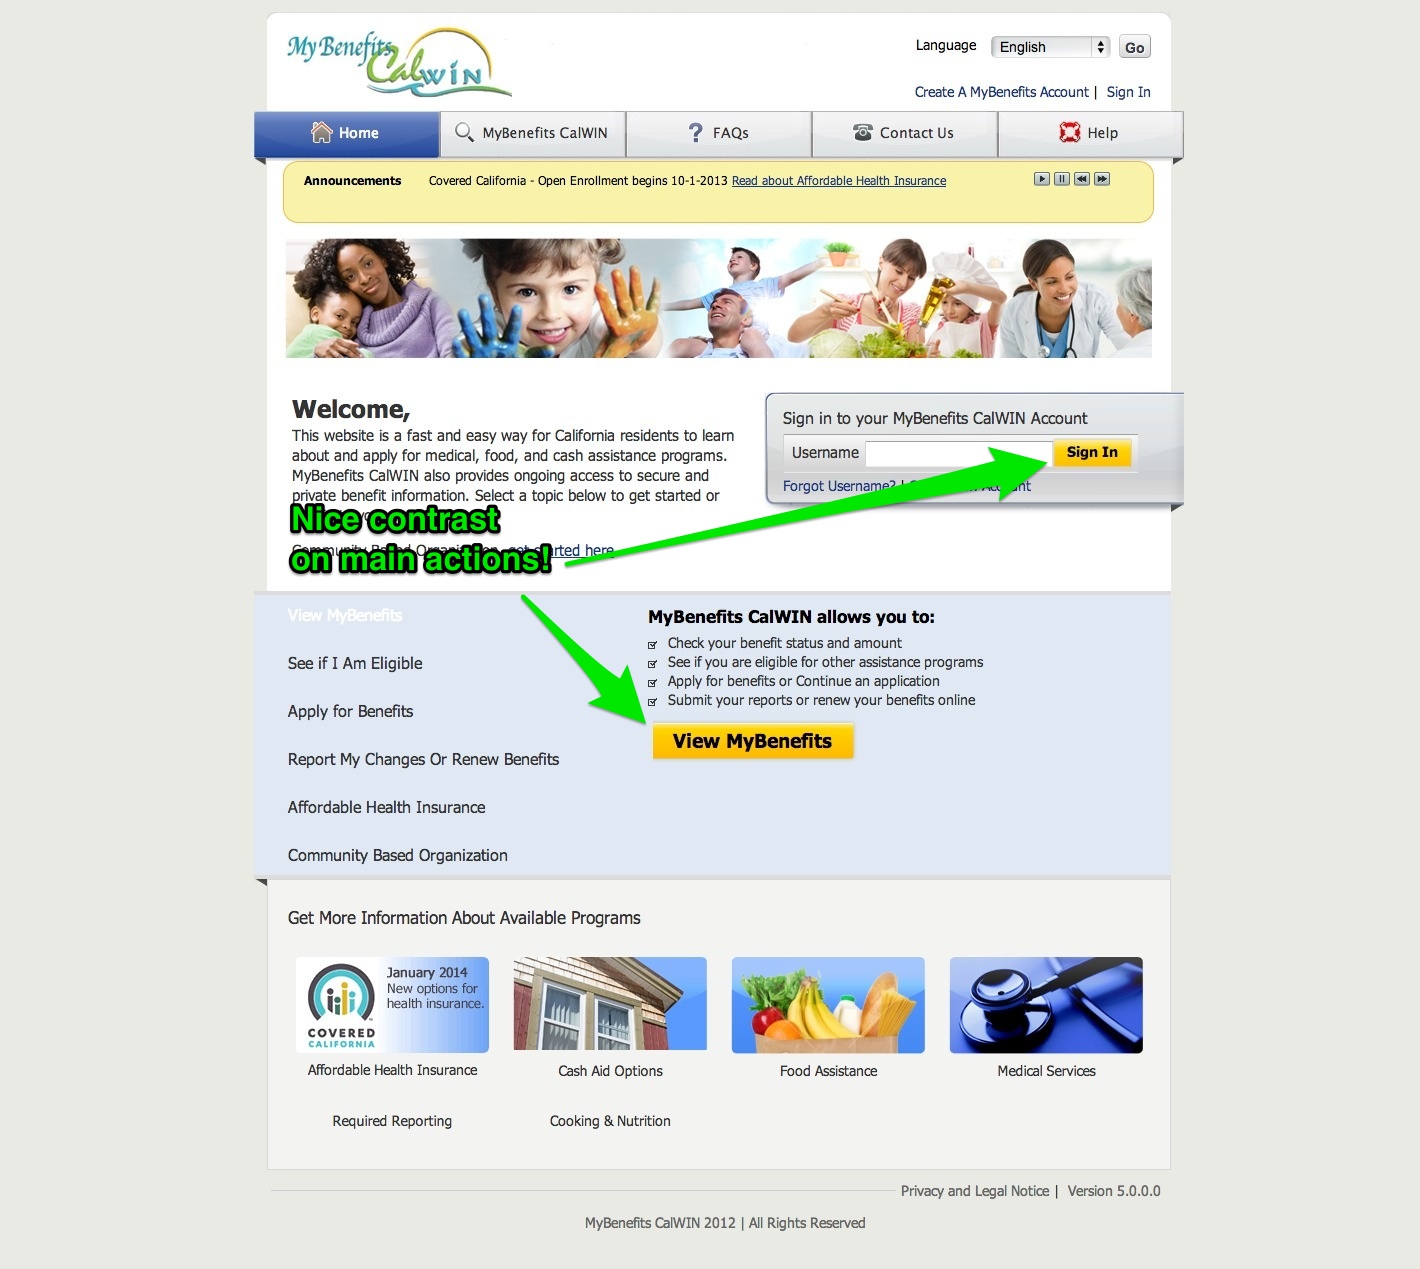 My Benefits
CalWIN
Language English Go
Create A MyBenefits Account | Sign In
Home MyBenefits CalWIN ? FAQs Contact Us Help
Announcements Covered California - Open Enrollment begins 10-1-2013 Read about Affordable Health Insurance
Welcome,
This website is a fast and easy way for California residents to learn
about and apply for medical, food, and cash assistance programs.
MyBenefits CalWIN also provides ongoing access to secure and
private benefit information. Select a topic below to get started or
Sign in to your MyBenefits CalWIN Account
Username Sign In
Forgot Username? | Account
Nice contrast
on main actions!
Community Based Organization started here
View MyBenefits
See if I Am Eligible
Apply for Benefits
Report My Changes Or Renew Benefits
Affordable Health Insurance
Community Based Organization
MyBenefits CalWIN allows you to:
Check your benefit status and amount
See if you are eligible for other assistance programs
Apply for benefits or Continue an application
Submit your reports or renew your benefits online
View MyBenefits
Get More Information About Available Programs
January 2014
New options for
health insurance.
COVERED
CALIFORNIA
Affordable Health Insurance Cash Aid Options Food Assistance Medical Services
Required Reporting Cooking & Nutrition
Privacy and Legal Notice | Version 5.0.0.0
MyBenefits CalWIN 2012 | All Rights Reserved